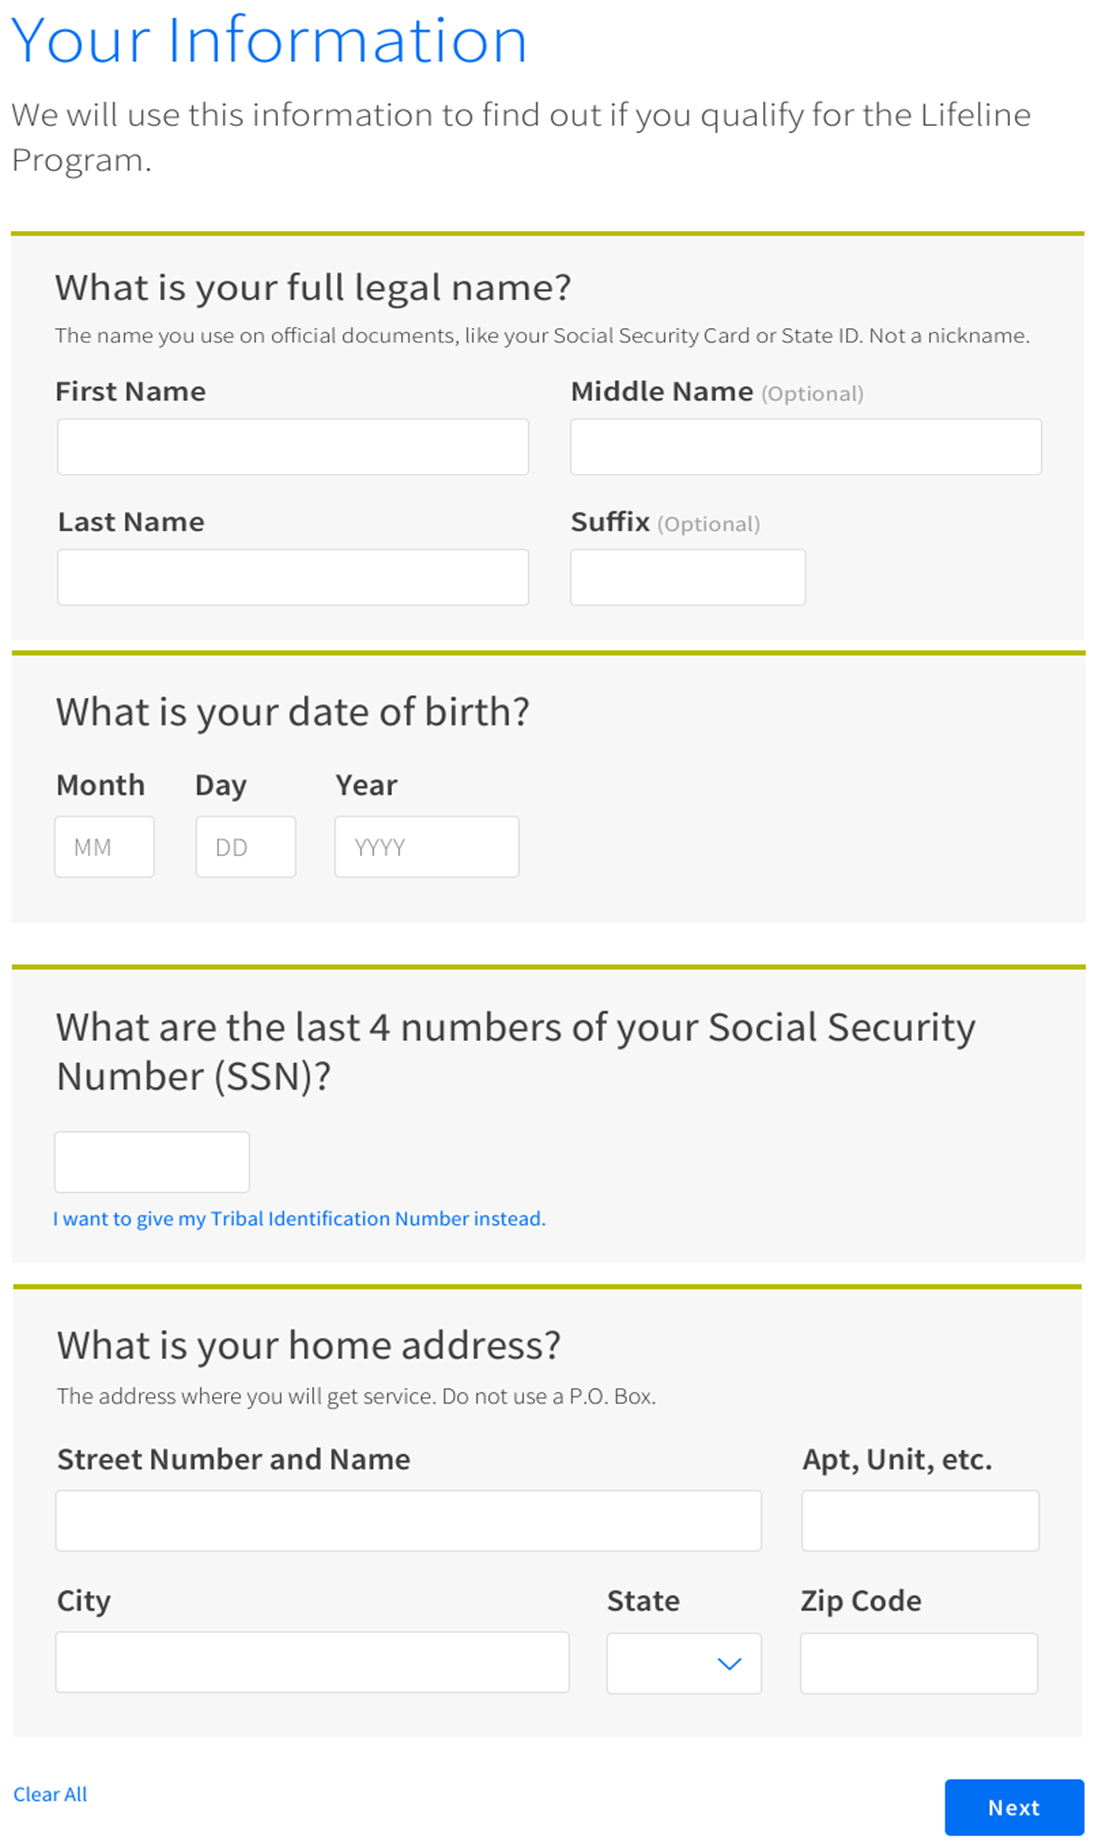 Your Information
We will use this information to find out if you qualify for the Lifeline
Program.
What is your full legal name?
The name you use on official documents, like your Social Security Card or State ID. Not a nickname.
First Name
Middle Name (Optional)
Last Name
Suffix (Optional)
What is your date of birth?
Month Day Year
MM DD YYYY
What are the last 4 numbers of your Social Security
Number (SSN)?
I want to give my Tribal Identification Number instead.
What is your home address?
The address where you will get service. Do not use a P.O. Box.
Street Number and Name
Apt, Unit, etc.
City
State
Zip Code
Clear All
Next